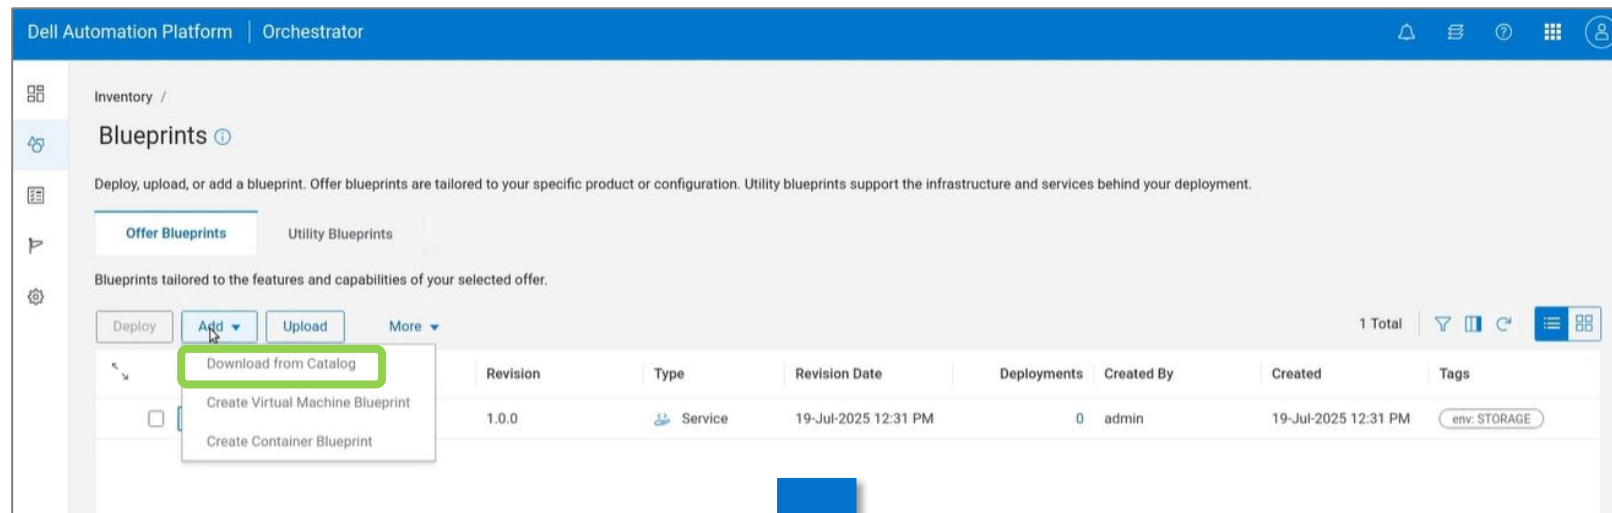 Dell Automation Platform | Orchestrator
Inventory /
Blueprints
Deploy, upload, or add a blueprint. Offer blueprints are tailored to your specific product or configuration. Utility blueprints support the infrastructure and services behind your deployment.
Offer Blueprints Utility Blueprints
Blueprints tailored to the features and capabilities of your selected offer.
Deploy Add Upload More 1 Total
Download from Catalog
Create Virtual Machine Blueprint
Create Container Blueprint
Revision Type Revision Date Deployments Created By Created Tags
1.0.0 Service 19-Jul-2025 12:31 PM 0 admin 19-Jul-2025 12:31 PM env: STORAGE